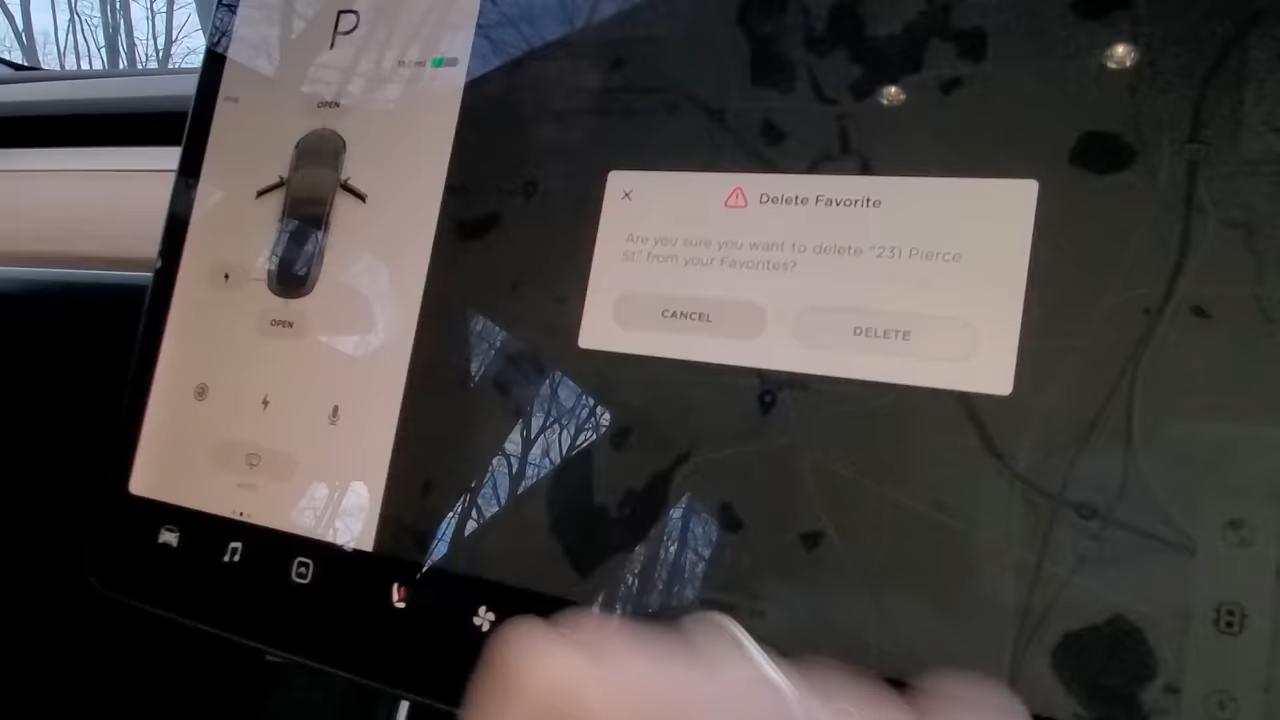 P
OPEN
OPEN
Delete Favorite
Are you sure you want to delete "231 Pierce
St" from your Favorites?
CANCEL
DELETE